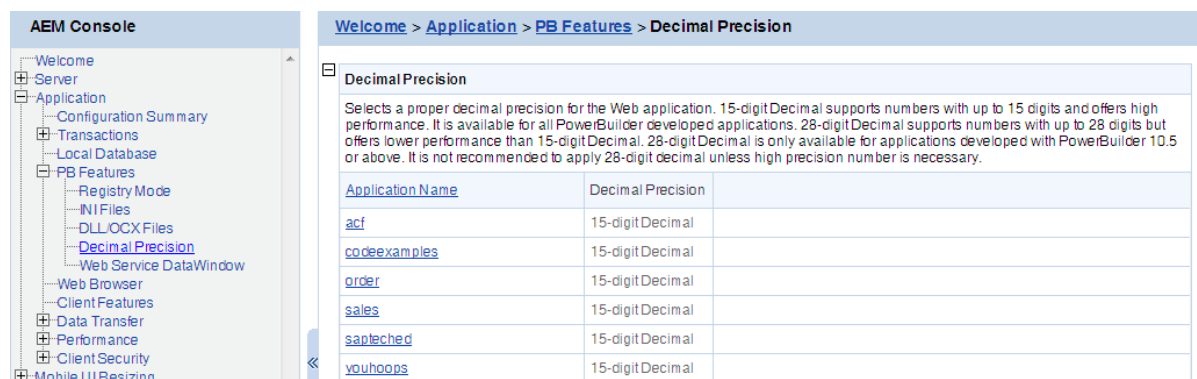 AEM Console
Welcome
Server
Application
Configuration Summary
Transactions
Local Database
PB Features
Registry Mode
INI Files
DLL/OCX Files
Decimal Precision
Web Service DataWindow
Web Browser
Client Features
Data Transfer
Performance
Client Security
Mobile UI Resizing
Welcome > Application > PB Features > Decimal Precision
Decimal Precision
Selects a proper decimal precision for the Web application. 15-digit Decimal supports numbers with up to 15 digits and offers high
performance. It is available for all PowerBuilder developed applications. 28-digit Decimal supports numbers with up to 28 digits but
offers lower performance than 15-digit Decimal. 28-digit Decimal is only available for applications developed with PowerBuilder 10.5
or above. It is not recommended to apply 28-digit decimal unless high precision number is necessary.
Application Name Decimal Precision
acf 15-digit Decimal
codeexamples 15-digit Decimal
order 15-digit Decimal
sales 15-digit Decimal
sapteched 15-digit Decimal
youhoops 15-digit Decimal